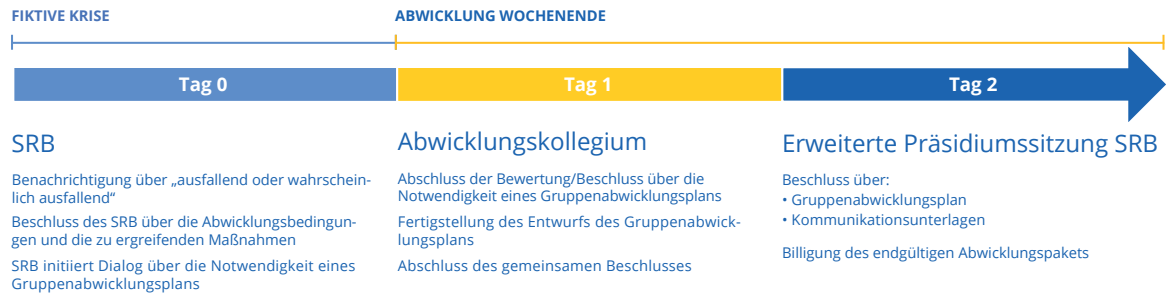 FIKTIVE KRISE
ABWICKLUNG WOCHENENDE
Tag 0
Tag 1
Tag 2
SRB
Benachrichtigung über „ausfallend oder wahrschein-
lich ausfallend“
Beschluss des SRB über die Abwicklungsbedingun-
gen und die zu ergreifenden Maßnahmen
SRB initiiert Dialog über die Notwendigkeit eines
Gruppenabwicklungsplans
Abwicklungskollegium
Abschluss der Bewertung/Beschluss über die
Notwendigkeit eines Gruppenabwicklungsplans
Fertigstellung des Entwurfs des Gruppenabwick-
lungsplans
Abschluss des gemeinsamen Beschlusses
Erweiterte Präsidiumssitzung SRB
Beschluss über:
• Gruppenabwicklungsplan
• Kommunikationsunterlagen
Billigung des endgültigen Abwicklungspakets